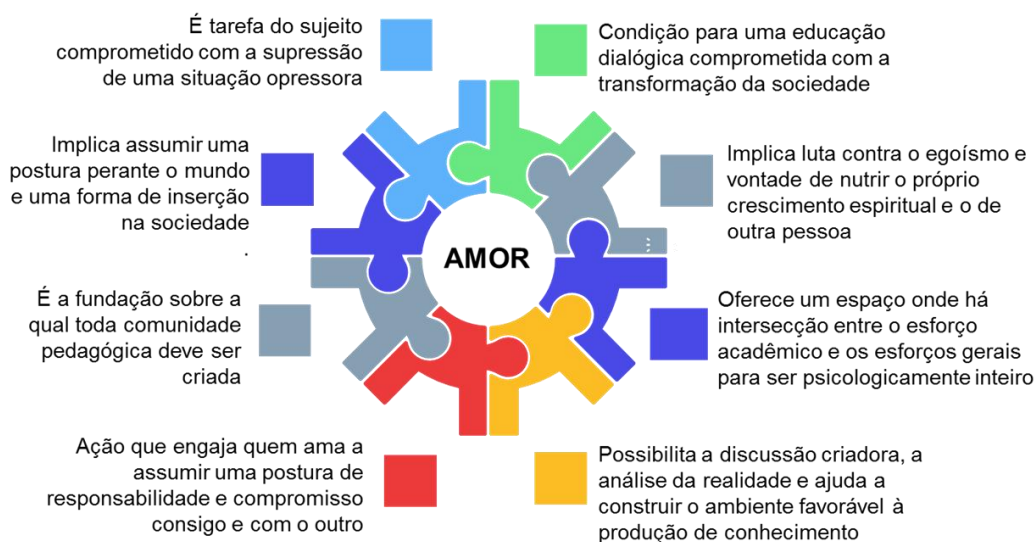 É tarefa do sujeito
comprometido com a supressão
de uma situação opressora
Condição para uma educação
dialógica comprometida com a
transformação da sociedade
Implica assumir uma
postura perante o mundo
e uma forma de inserção
na sociedade
.
Implica luta contra o egoísmo e
vontade de nutrir o próprio
crescimento espiritual e o de
outra pessoa
AMOR
É a fundação sobre a
qual toda comunidade
pedagógica deve ser
criada
Oferece um espaço onde há
intersecção entre o esforço
acadêmico e os esforços gerais
para ser psicologicamente inteiro
Ação que engaja quem ama a
assumir uma postura de
responsabilidade e compromisso
consigo e com o outro
Possibilita a discussão criadora, a
análise da realidade e ajuda a
construir o ambiente favorável à
produção de conhecimento